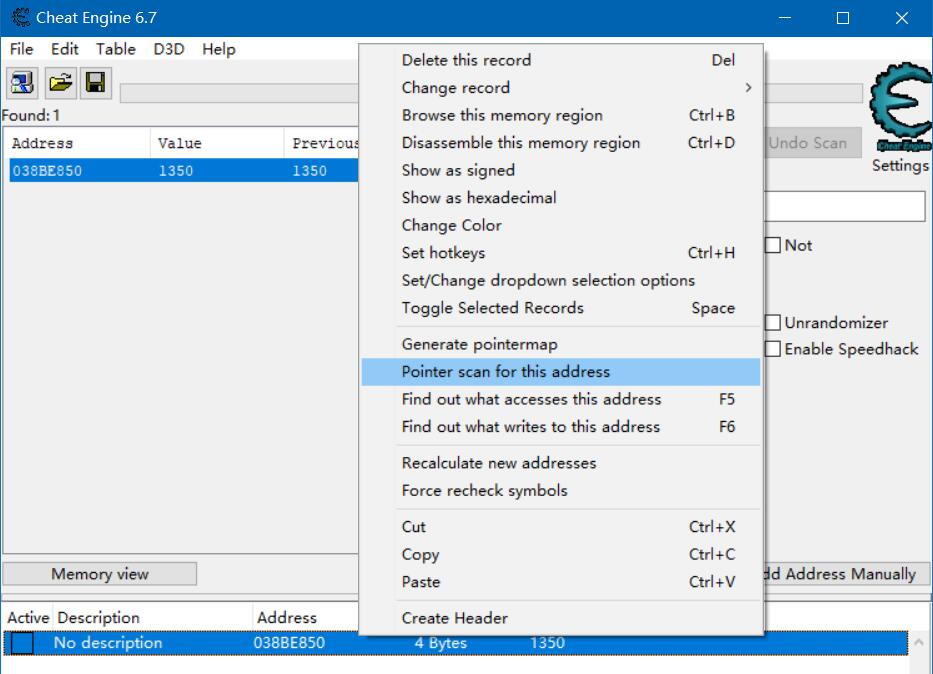 Cheat Engine 6.7
File Edit Table D3D Help
Found: 1
Address Value Previous
038BE850 1350 1350
Delete this record Del
Change record
Browse this memory region Ctrl+B
Disassemble this memory region Ctrl+D
Show as signed
Show as hexadecimal
Change Color
Set hotkeys Ctrl+H
Set/Change dropdown selection options
Toggle Selected Records Space
Generate pointermap
Pointer scan for this address
Find out what accesses this address F5
Find out what writes to this address F6
Recalculate new addresses
Force recheck symbols
Cut Ctrl+X
Copy Ctrl+C
Paste Ctrl+V
Create Header
Undo Scan
Cheat Engine
Settings
Not
Unrandomizer
Enable Speedhack
Memory view
dd Address Manually
Active Description Address
No description 038BE850 4 Bytes 1350